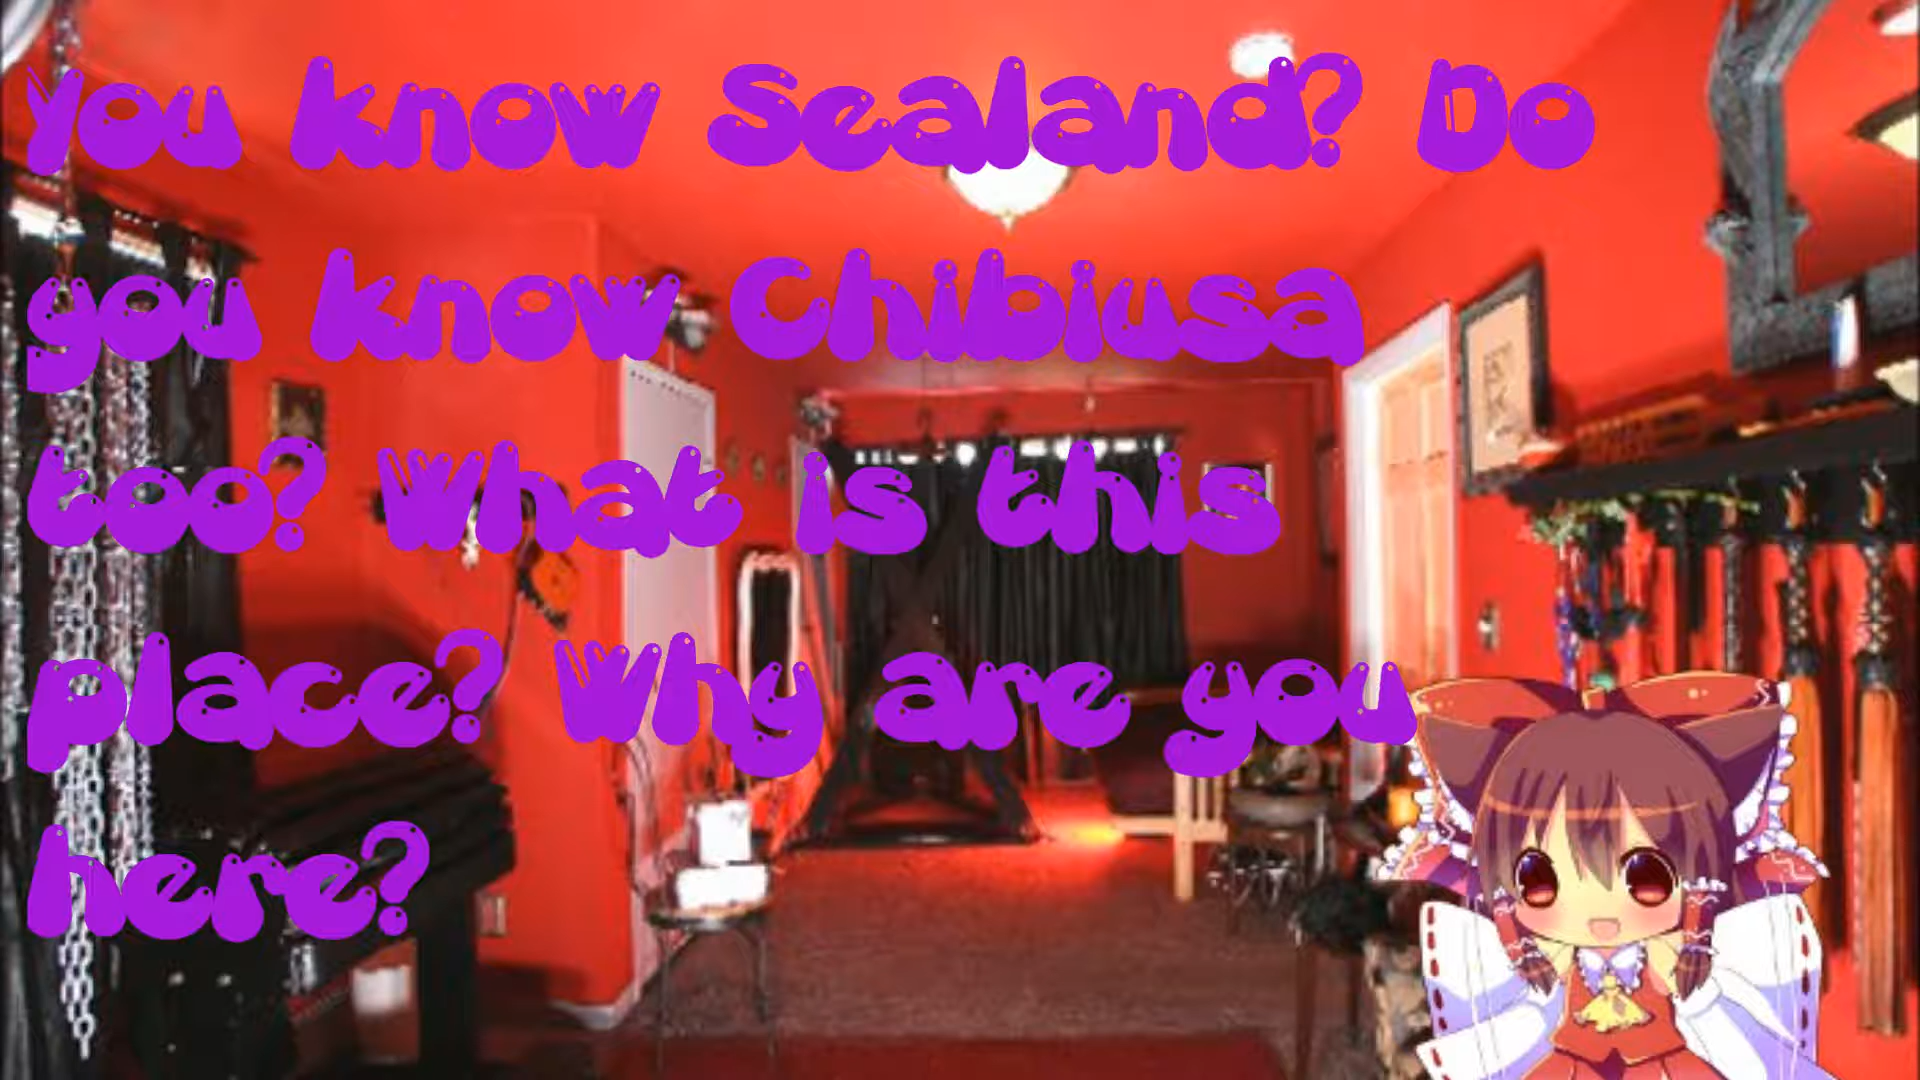 You know Sealand? Do
you know Chibiusa
too? What is this
place? Why are you
here?